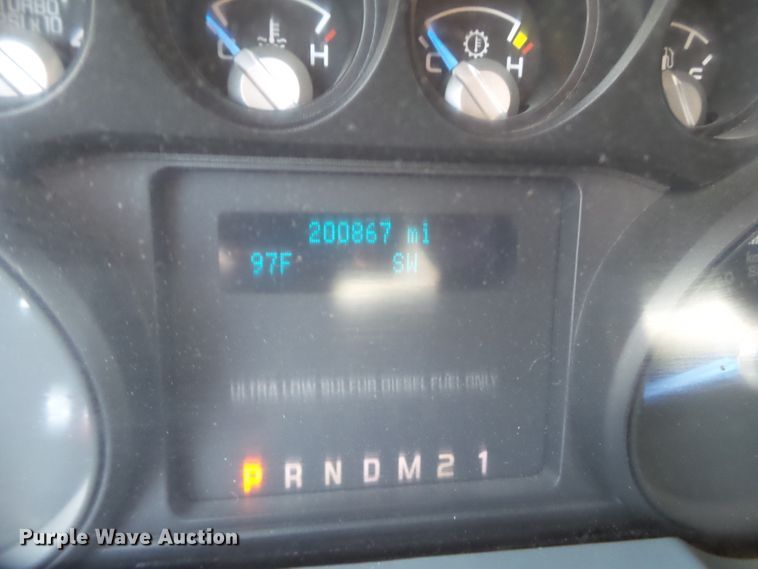 TURBO
C H
C H
200867 mi
97F SW
ULTRA LOW SULFUR DIESEL FUEL ONLY
P R N D M 2 1
Purple Wave Auction